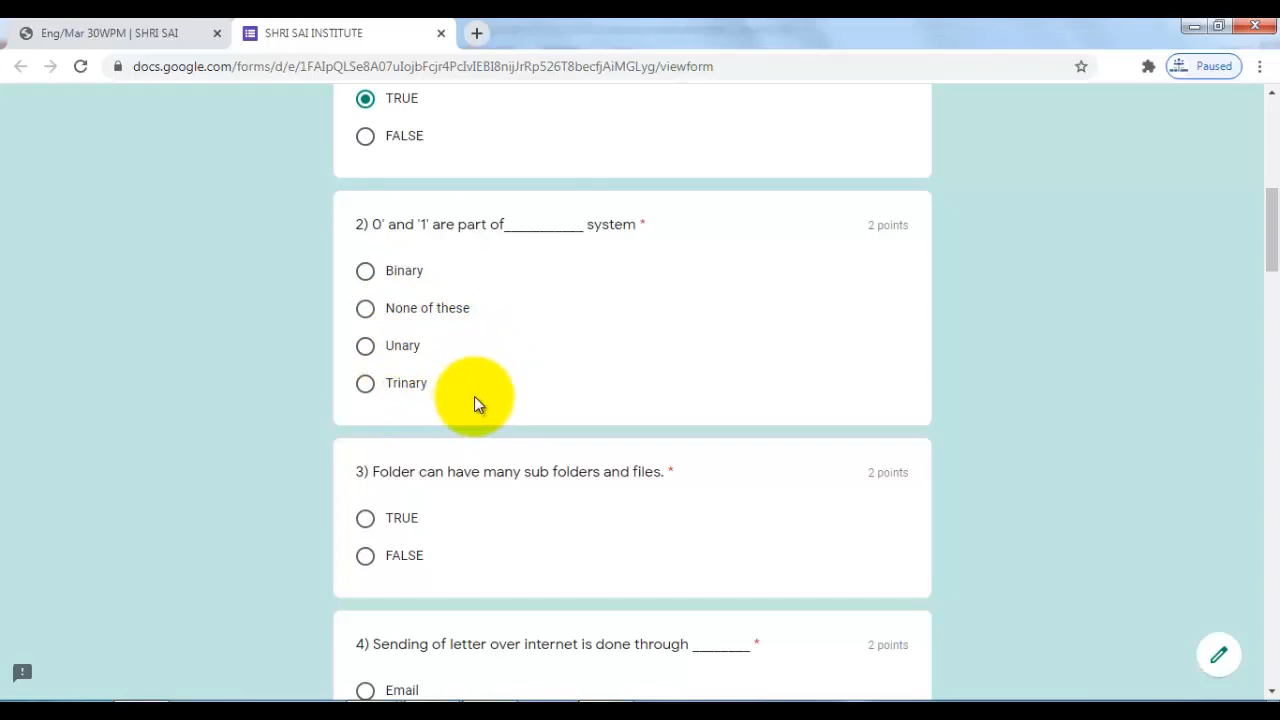 Eng/Mar 30WPM | SHRI SAI
SHRI SAI INSTITUTE
docs.google.com/forms/d/e/1FAIpQLSe8A07uIojbFcjr4PcIvIEBI8nijJrRp526T8becfjAiMGLyg/viewform
Paused
TRUE
FALSE
2) 0' and '1' are part of___________ system *
2 points
Binary
None of these
Unary
Trinary
3) Folder can have many sub folders and files. *
2 points
TRUE
FALSE
4) Sending of letter over internet is done through ________ *
2 points
Email